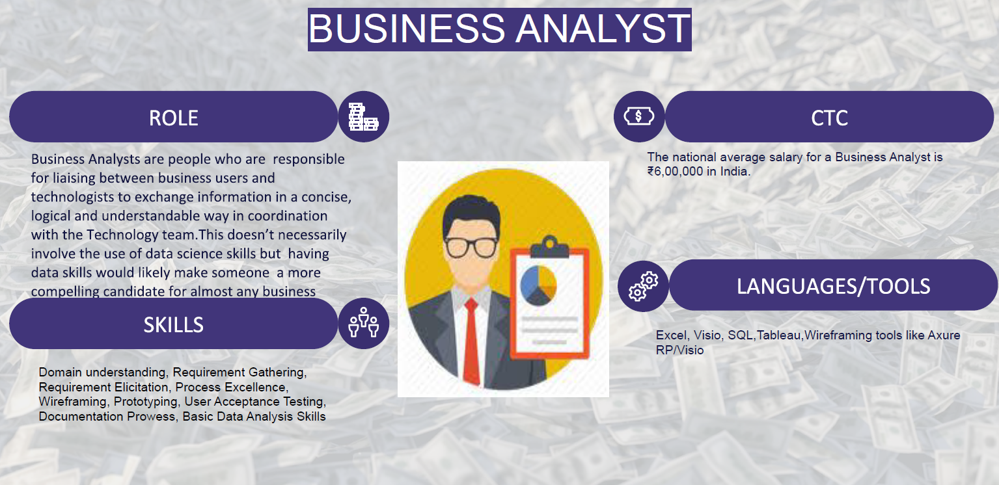 BUSINESS ANALYST
ROLE
Business Analysts are people who are  responsible
for liaising between business users and
technologists to exchange information in a concise,
logical and understandable way in coordination
with the Technology team.This doesn’t necessarily
involve the use of data science skills but  having
data skills would likely make someone  a more
compelling candidate for almost any business
SKILLS
Domain understanding, Requirement Gathering,
Requirement Elicitation, Process Excellence,
Wireframing, Prototyping, User Acceptance Testing,
Documentation Prowess, Basic Data Analysis Skills
$
CTC
The national average salary for a Business Analyst is
₹6,00,000 in India.
LANGUAGES/TOOLS
Excel, Visio, SQL,Tableau,Wireframing tools like Axure
RP/Visio